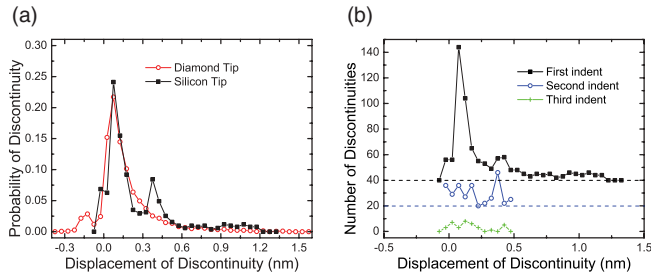 (a)
(b)
0.30
0.25
0.20
0.15
0.10
0.05
0.00
Probability of Discontinuity
Diamond Tip
Silicon Tip
-0.3 0.0 0.3 0.6 0.9 1.2 1.5
Displacement of Discontinuity (nm)
140
120
100
80
60
40
20
0
Number of Discontinuities
First indent
Second indent
Third indent
-0.5 0.0 0.5 1.0 1.5
Displacement of Discontinuity (nm)